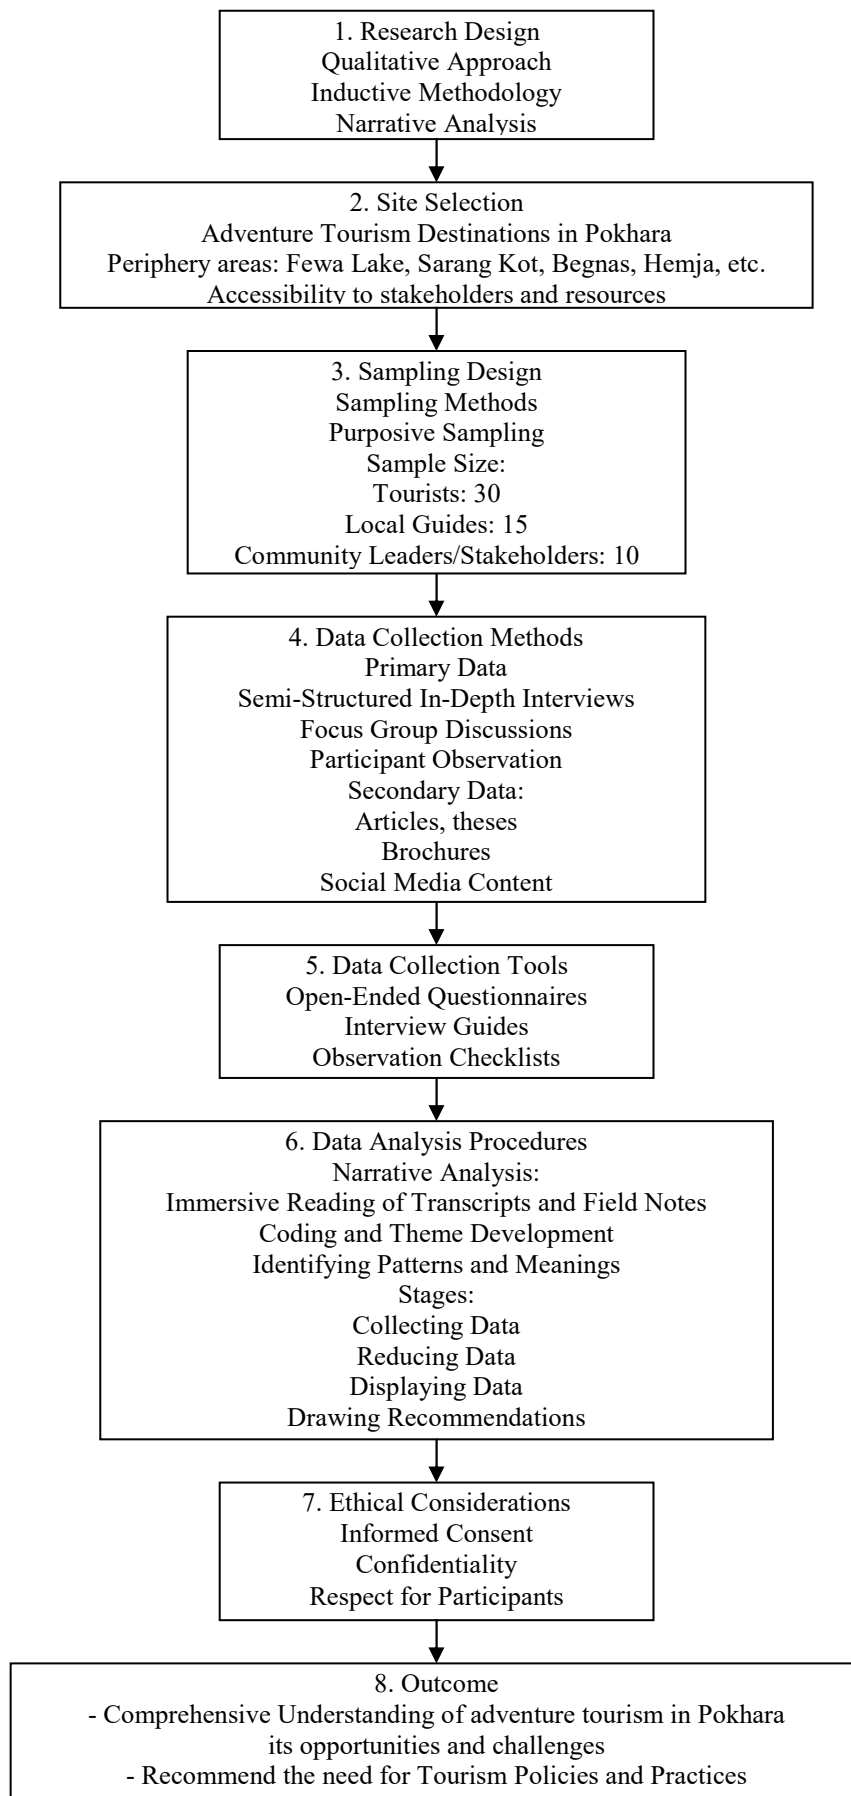 1. Research Design
Qualitative Approach
Inductive Methodology
Narrative Analysis
2. Site Selection
Adventure Tourism Destinations in Pokhara
Periphery areas: Fewa Lake, Sarang Kot, Begnas, Hemja, etc.
Accessibility to stakeholders and resources
3. Sampling Design
Sampling Methods
Purposive Sampling
Sample Size:
Tourists: 30
Local Guides: 15
Community Leaders/Stakeholders: 10
4. Data Collection Methods
Primary Data
Semi-Structured In-Depth Interviews
Focus Group Discussions
Participant Observation
Secondary Data:
Articles, theses
Brochures
Social Media Content
5. Data Collection Tools
Open-Ended Questionnaires
Interview Guides
Observation Checklists
6. Data Analysis Procedures
Narrative Analysis:
Immersive Reading of Transcripts and Field Notes
Coding and Theme Development
Identifying Patterns and Meanings
Stages:
Collecting Data
Reducing Data
Displaying Data
Drawing Recommendations
7. Ethical Considerations
Informed Consent
Confidentiality
Respect for Participants
8. Outcome
- Comprehensive Understanding of adventure tourism in Pokhara
its opportunities and challenges
- Recommend the need for Tourism Policies and Practices